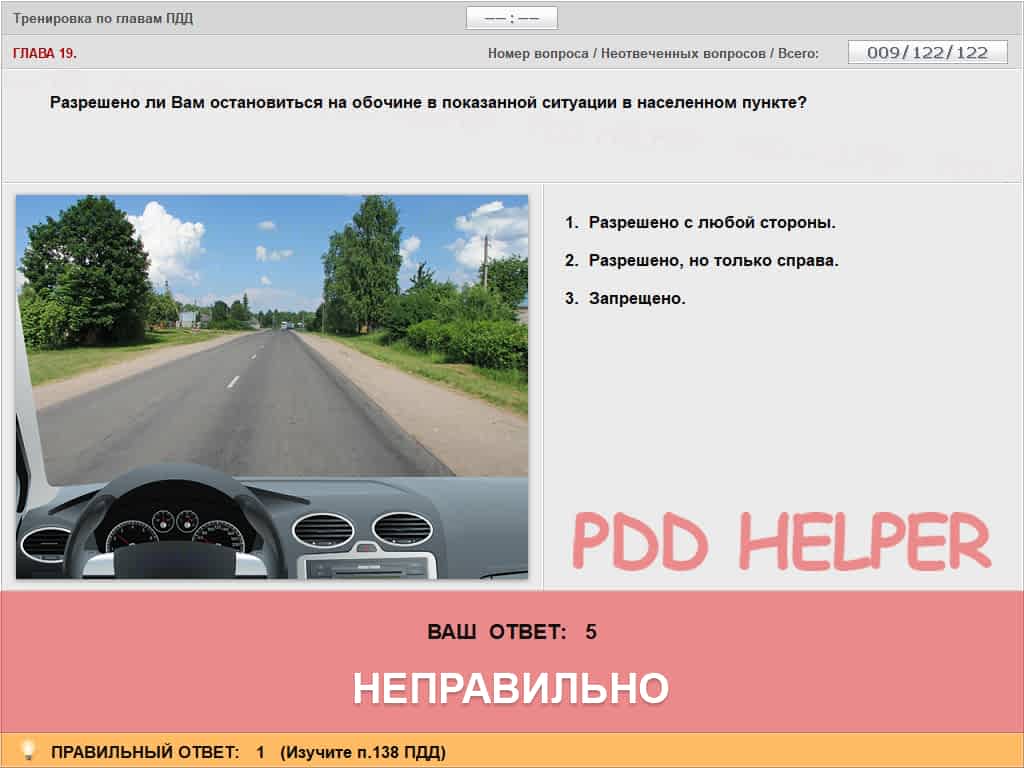 Тренировка по главам ПДД
—— : ——
ГЛАВА 19.
Номер вопроса / Неотвеченных вопросов / Всего: 009/122/122
Разрешено ли Вам остановиться на обочине в показанной ситуации в населенном пункте?
1. Разрешено с любой стороны.
2. Разрешено, но только справа.
3. Запрещено.
PDD HELPER
ВАШ ОТВЕТ: 5
НЕПРАВИЛЬНО
ПРАВИЛЬНЫЙ ОТВЕТ: 1 (Изучите п.138 ПДД)